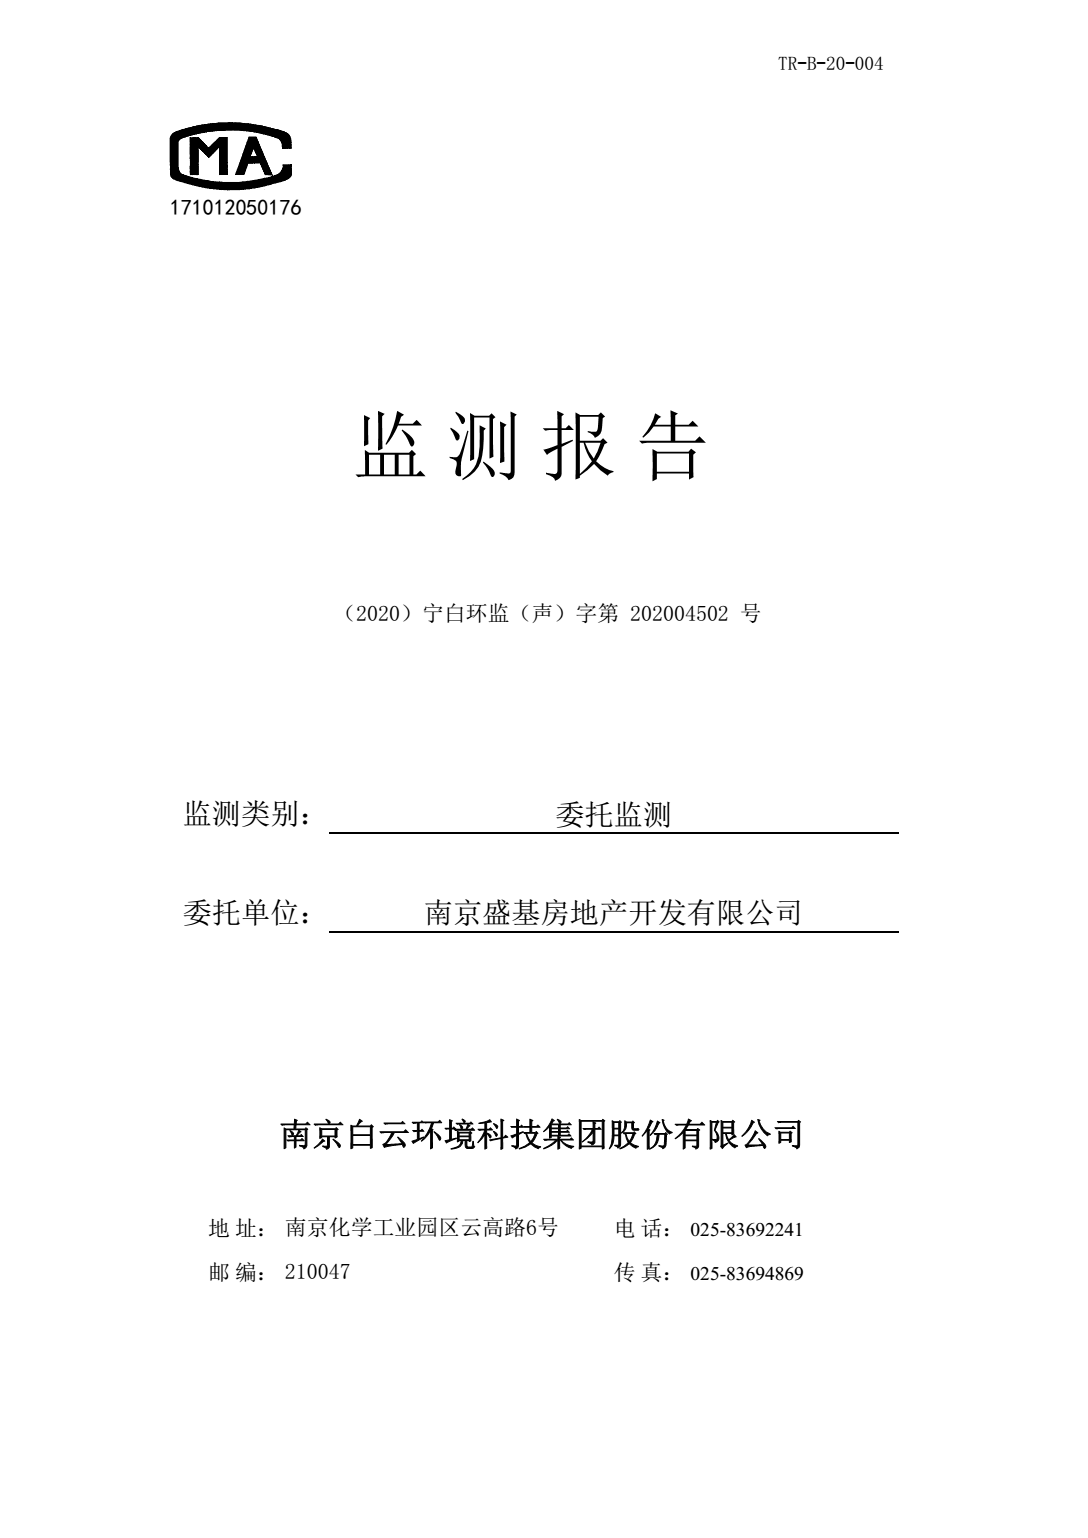 TR-B-20-004
CMA
171012050176
监测报告
（2020）宁白环监（声）字第 202004502 号
监测类别： 委托监测
委托单位： 南京盛基房地产开发有限公司
南京白云环境科技集团股份有限公司
地 址： 南京化学工业园区云高路6号 电 话： 025-83692241
邮 编： 210047 传 真： 025-83694869